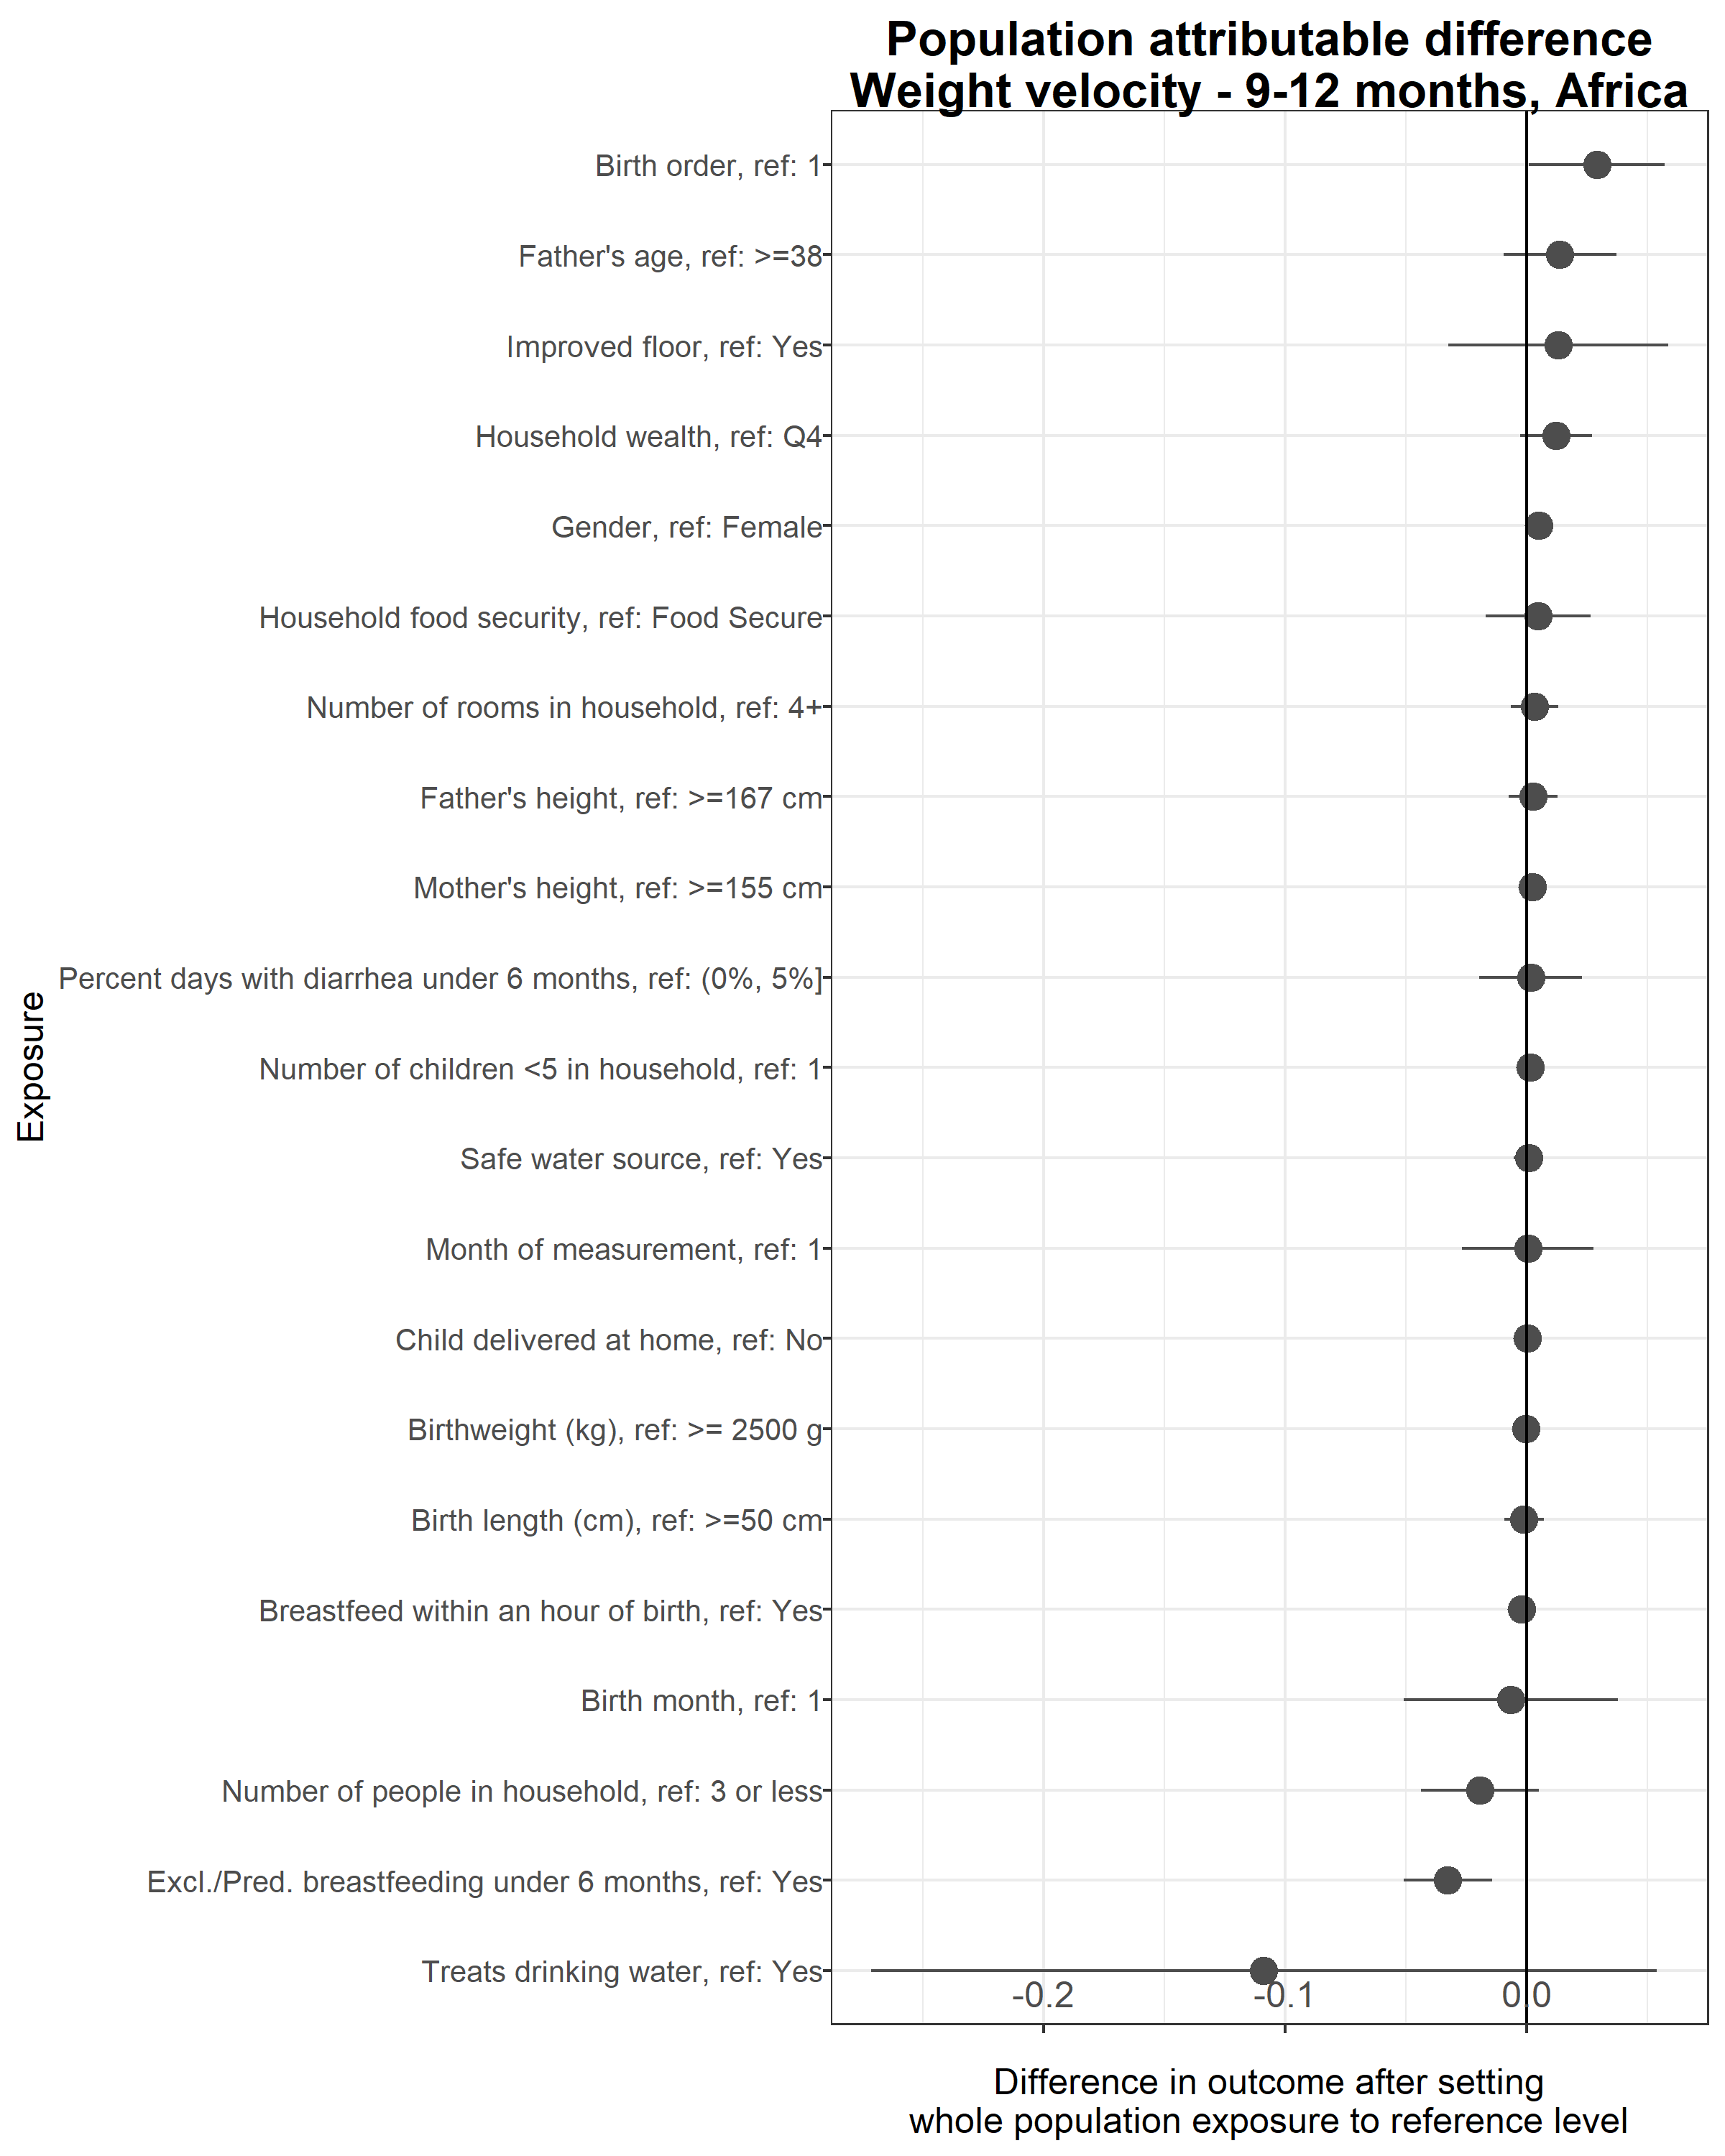 Population attributable difference
Weight velocity - 9-12 months, Africa
Birth order, ref: 1
Father's age, ref: >=38
Improved floor, ref: Yes
Household wealth, ref: Q4
Gender, ref: Female
Household food security, ref: Food Secure
Number of rooms in household, ref: 4+
Father's height, ref: >=167 cm
Mother's height, ref: >=155 cm
Percent days with diarrhea under 6 months, ref: (0%, 5%]
Number of children <5 in household, ref: 1
Safe water source, ref: Yes
Month of measurement, ref: 1
Child delivered at home, ref: No
Birthweight (kg), ref: >= 2500 g
Birth length (cm), ref: >=50 cm
Breastfeed within an hour of birth, ref: Yes
Birth month, ref: 1
Number of people in household, ref: 3 or less
Excl./Pred. breastfeeding under 6 months, ref: Yes
Treats drinking water, ref: Yes
Exposure
-0.2 -0.1 0.0
Difference in outcome after setting
whole population exposure to reference level